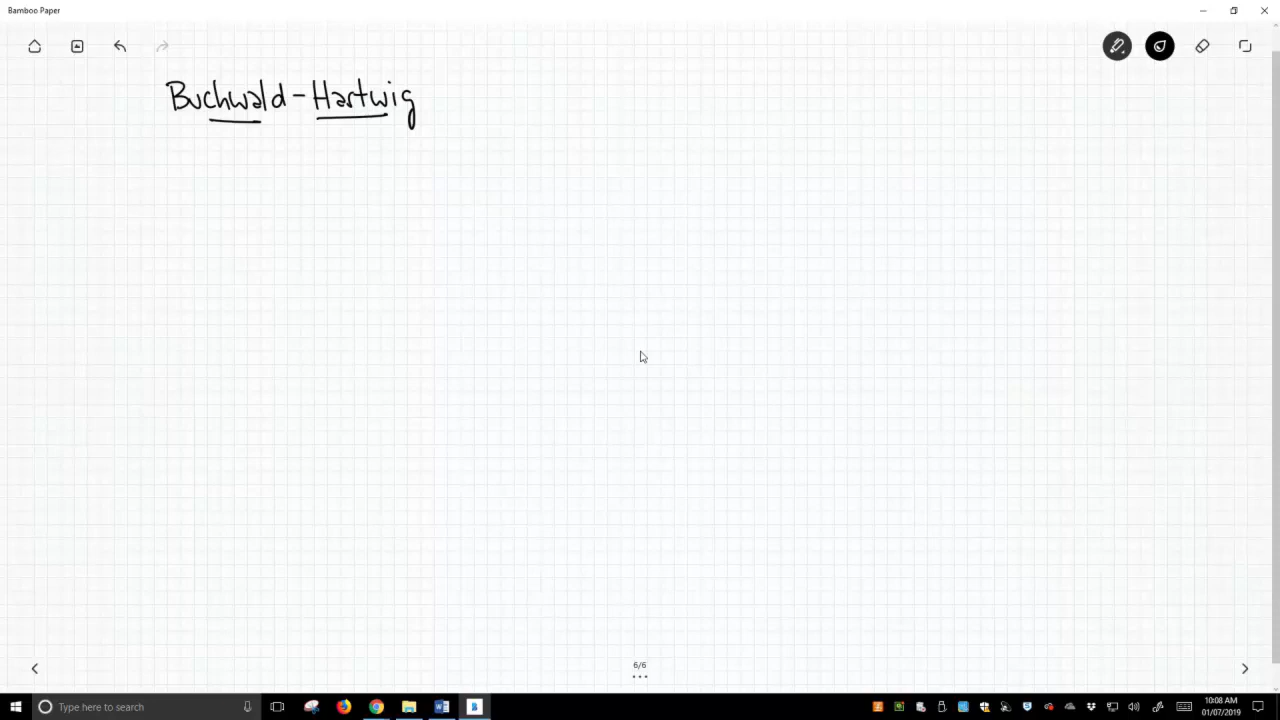 Bamboo Paper
Buchwald - Hartwig
6/6
Type here to search
10:08 AM
01/07/2019